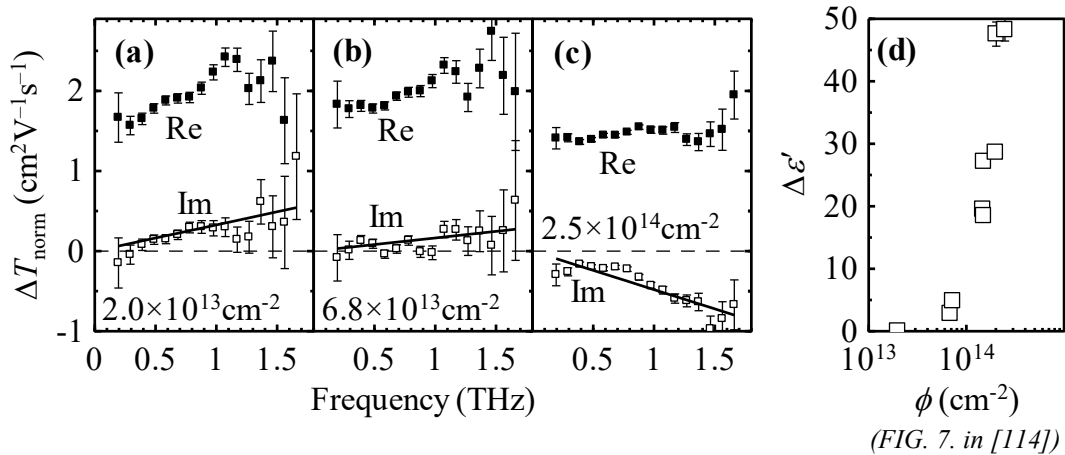 (a) (b) (c) (d)
ΔT_norm (cm²V⁻¹s⁻¹)
2
1
0
-1
Re
Im
2.0×10¹³cm⁻²
Re
Im
6.8×10¹³cm⁻²
Re
2.5×10¹⁴cm⁻²
Im
0 0.5 1 1.5 0.5 1 1.5 0.5 1 1.5
Frequency (THz)
Δε′
50
40
30
20
10
0
10¹³ 10¹⁴
ϕ (cm⁻²)
(FIG. 7. in [114])